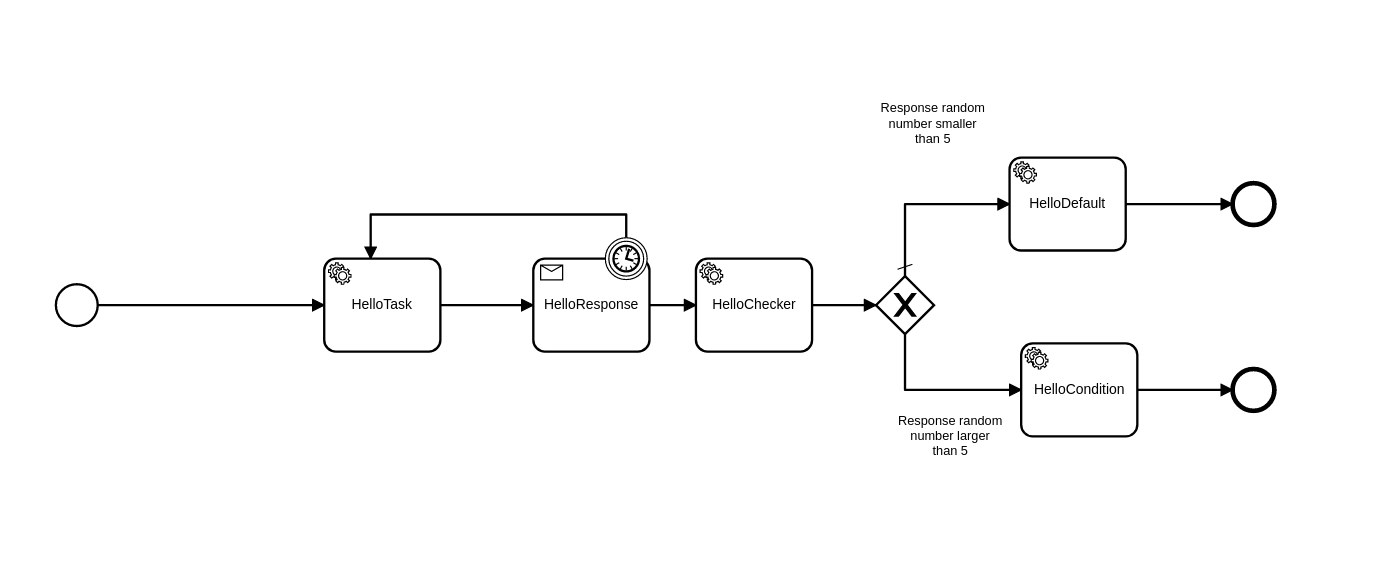 Response random
number smaller
than 5
HelloDefault
HelloTask
HelloResponse
HelloChecker
HelloCondition
Response random
number larger
than 5